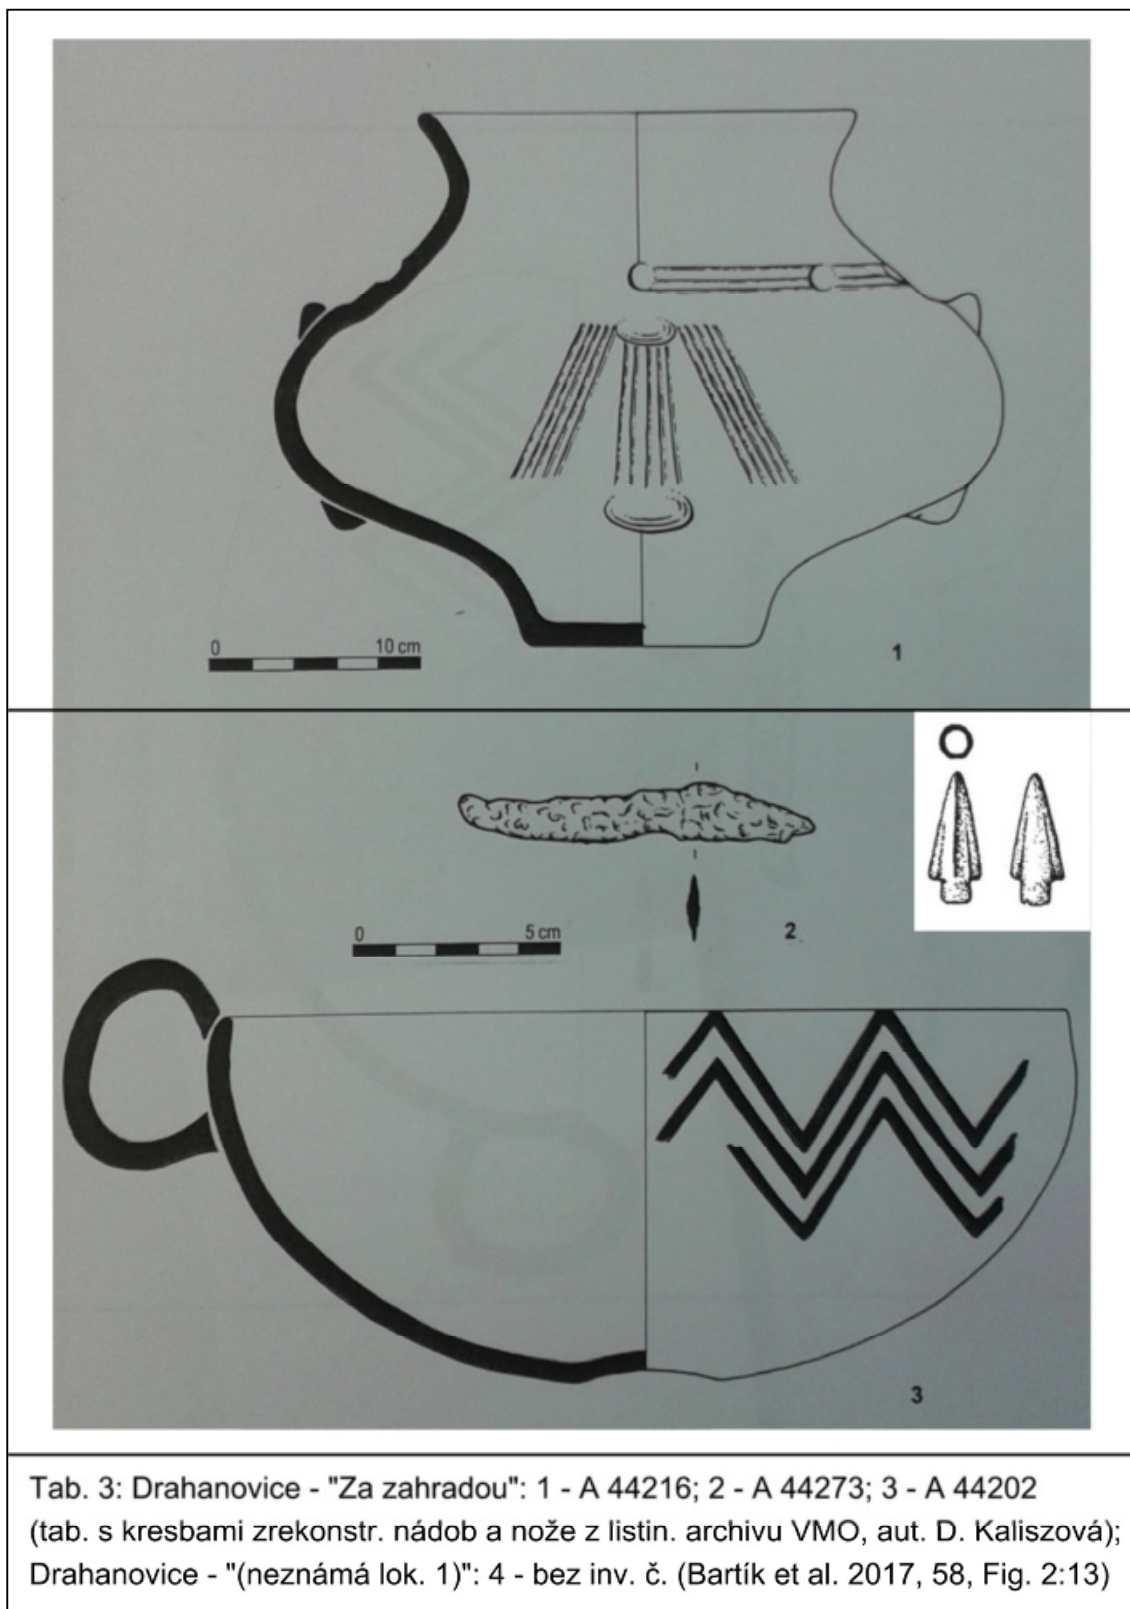 0 10 cm
1
0 5 cm
2
3
Tab. 3: Drahanovice - "Za zahradou": 1 - A 44216; 2 - A 44273; 3 - A 44202
(tab. s kresbami zrekonstr. nádob a nože z listin. archivu VMO, aut. D. Kaliszová);
Drahanovice - "(neznámá lok. 1)": 4 - bez inv. č. (Bartík et al. 2017, 58, Fig. 2:13)